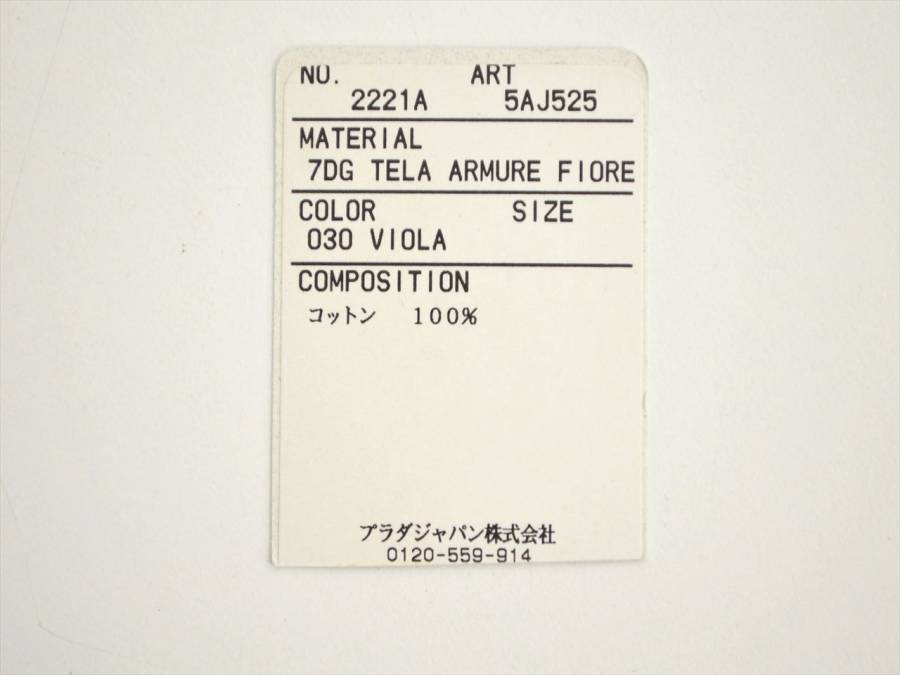 NO. ART
2221A 5AJ525
MATERIAL
7DG TELA ARMURE FIORE
COLOR SIZE
030 VIOLA
COMPOSITION
コットン 100%
プラダジャパン株式会社
0120-559-914